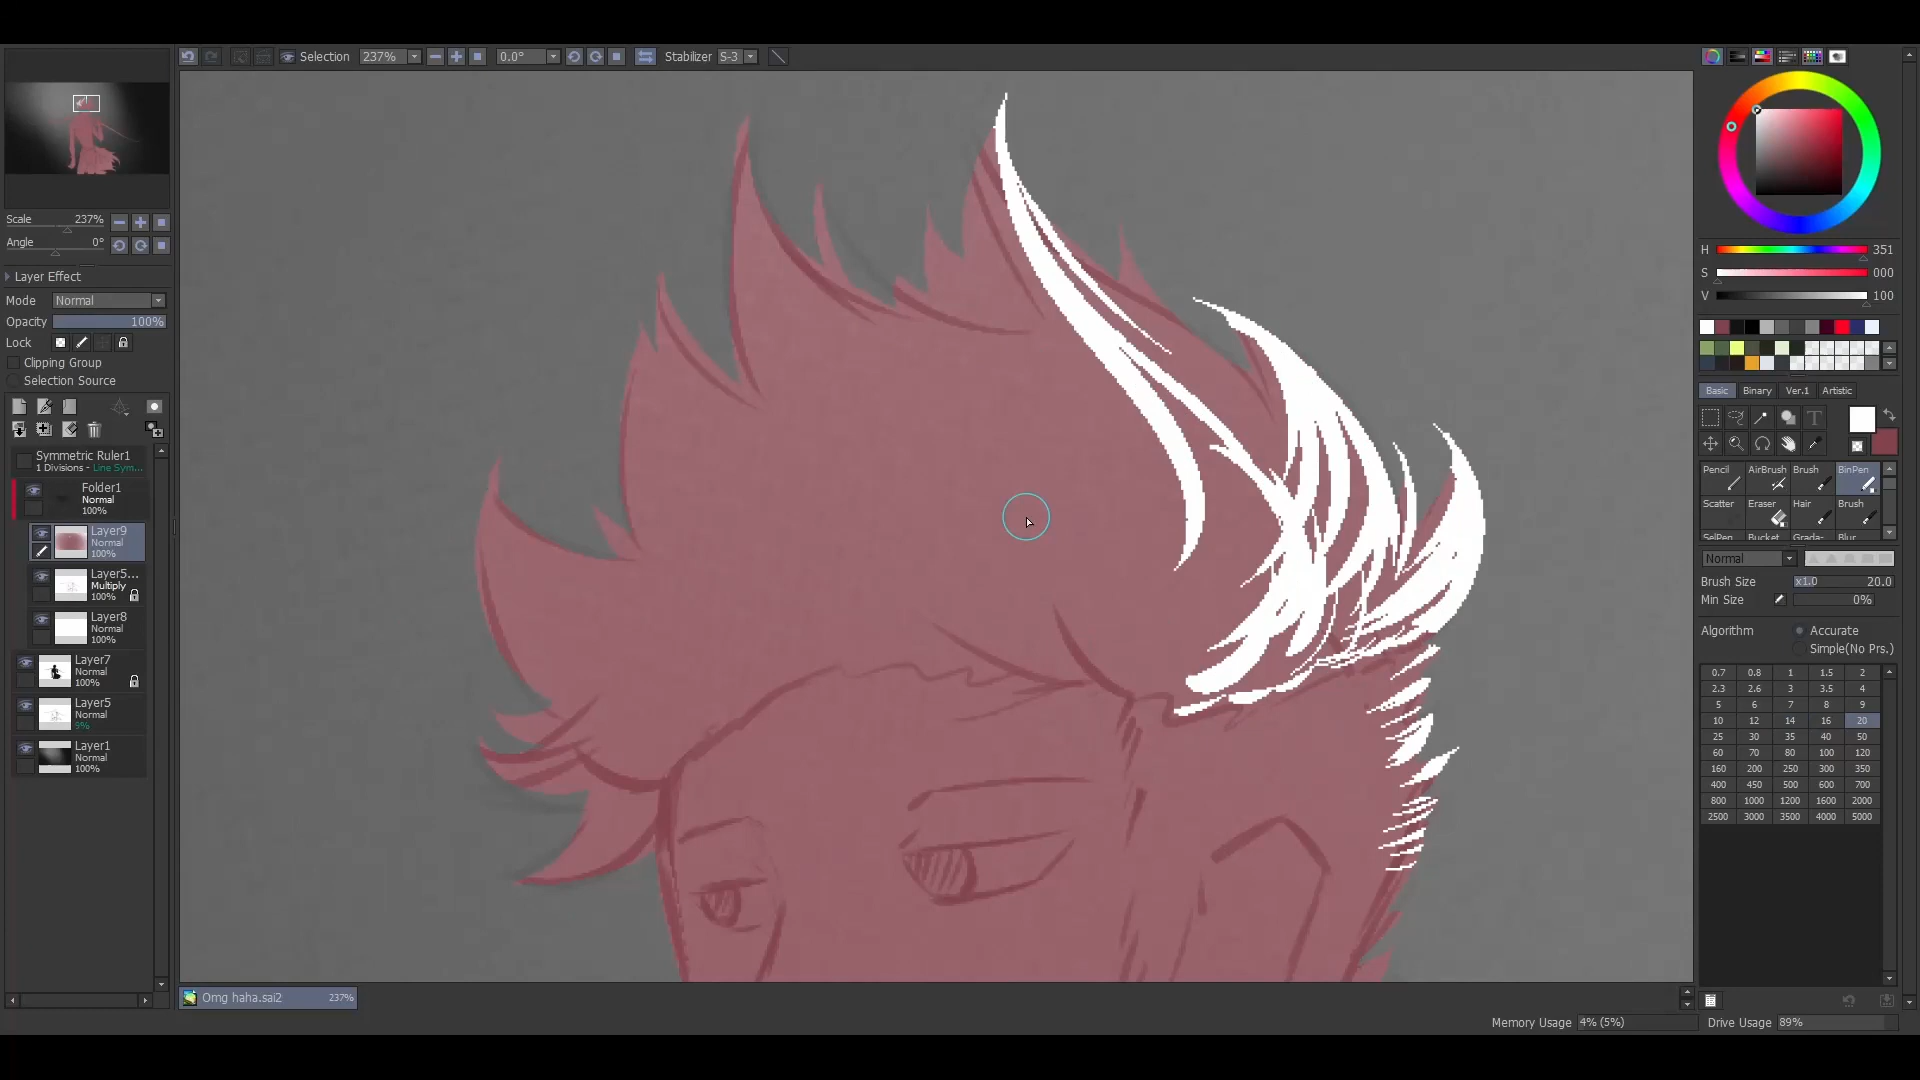 Selection 237% 0.0° Stabilizer S-3
Scale 237%
Angle 0°
Layer Effect
Mode Normal
Opacity 100%
Lock
Clipping Group
Selection Source
Symmetric Ruler1
1 Divisions - Line Sym...
Folder1
Normal
100%
Layer9
Normal
100%
Layer5...
Multiply
100%
Layer8
Normal
100%
Layer7
Normal
100%
Layer5
Normal
9%
Layer1
Normal
100%
Omg haha.sai2 237%
H 351
S 000
V 100
Basic Binary Ver.1 Artistic
T
Pencil AirBrush Brush BinPen
Scatter Eraser Hair Brush
SelPen Bucket Grada- Blur
Normal
Brush Size x1.0 20.0
Min Size 0%
Algorithm Accurate
Simple(No Prs.)
0.7 0.8 1 1.5 2
2.3 2.6 3 3.5 4
5 6 7 8 9
10 12 14 16 20
25 30 35 40 50
60 70 80 100 120
160 200 250 300 350
400 450 500 600 700
800 1000 1200 1600 2000
2500 3000 3500 4000 5000
Memory Usage 4% (5%) Drive Usage 89%